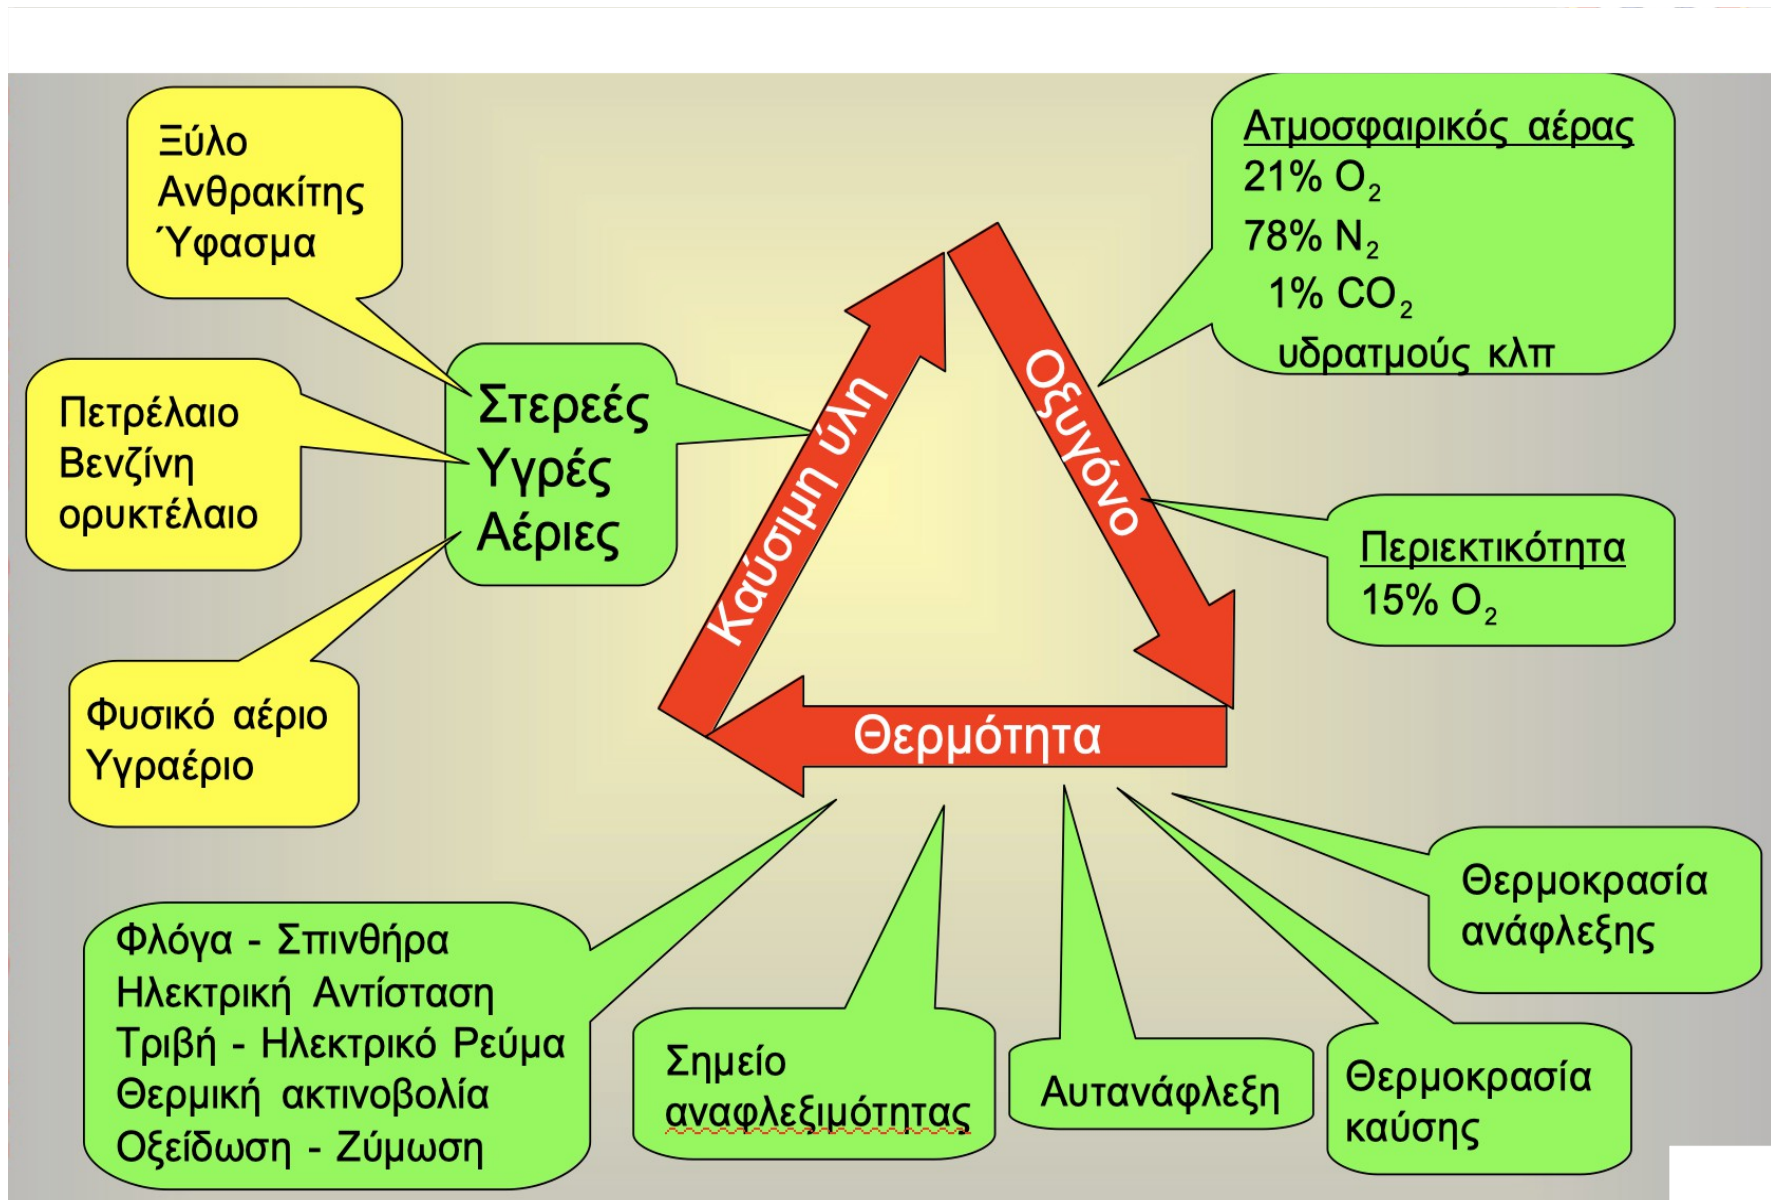 Ξύλο
Ανθρακίτης
Ύφασμα
Πετρέλαιο
Βενζίνη
ορυκτέλαιο
Φυσικό αέριο
Υγραέριο
Στερεές
Υγρές
Αέριες
Καύσιμη ύλη
Οξυγόνο
Θερμότητα
Ατμοσφαιρικός αέρας
21% O₂
78% N₂
1% CO₂
υδρατμούς κλπ
Περιεκτικότητα
15% O₂
Φλόγα - Σπινθήρα
Ηλεκτρική Αντίσταση
Τριβή - Ηλεκτρικό Ρεύμα
Θερμική ακτινοβολία
Οξείδωση - Ζύμωση
Σημείο
αναφλεξιμότητας
Αυτανάφλεξη
Θερμοκρασία
καύσης
Θερμοκρασία
ανάφλεξης